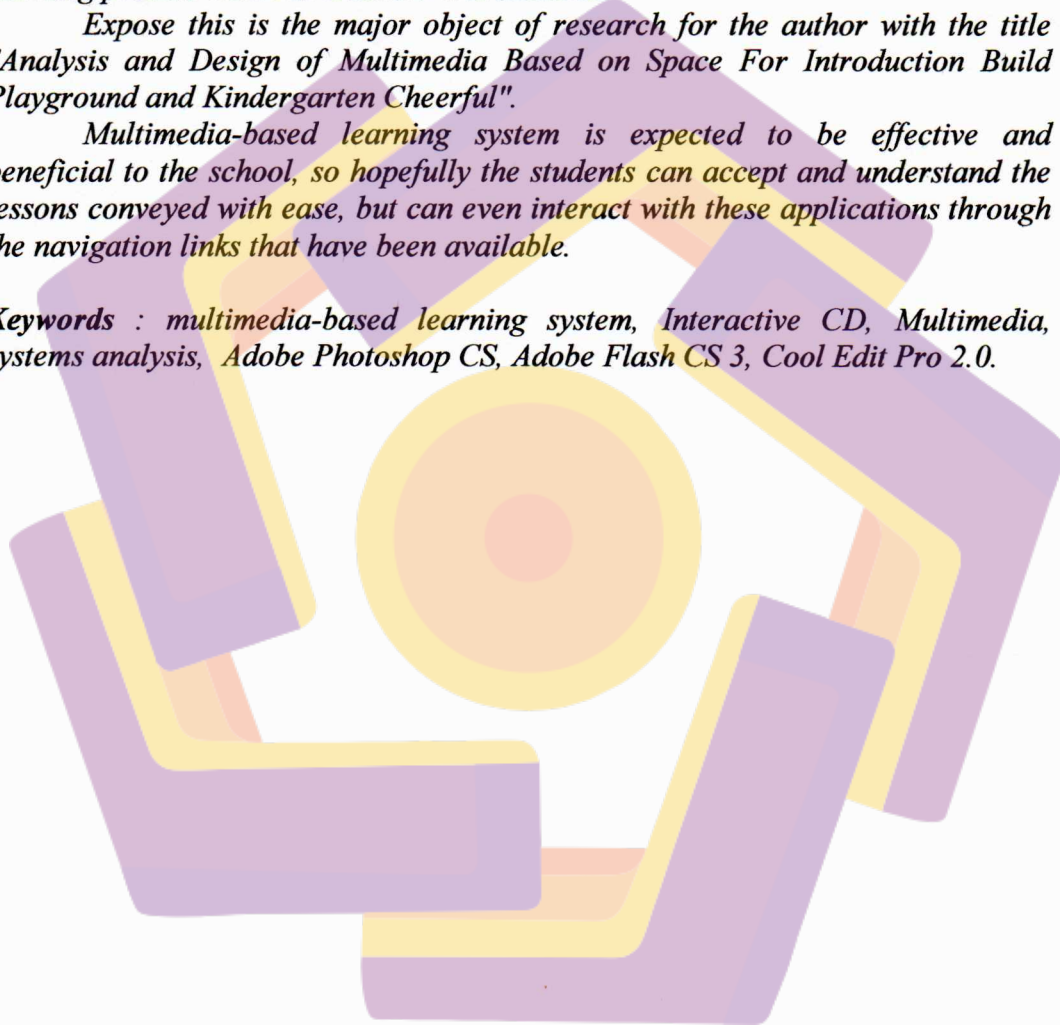 Expose this is the major object of research for the author with the title
"Analysis and Design of Multimedia Based on Space For Introduction Build
Playground and Kindergarten Cheerful".
Multimedia-based learning system is expected to be effective and
beneficial to the school, so hopefully the students can accept and understand the
lessons conveyed with ease, but can even interact with these applications through
the navigation links that have been available.
Keywords : multimedia-based learning system, Interactive CD, Multimedia,
systems analysis, Adobe Photoshop CS, Adobe Flash CS 3, Cool Edit Pro 2.0.